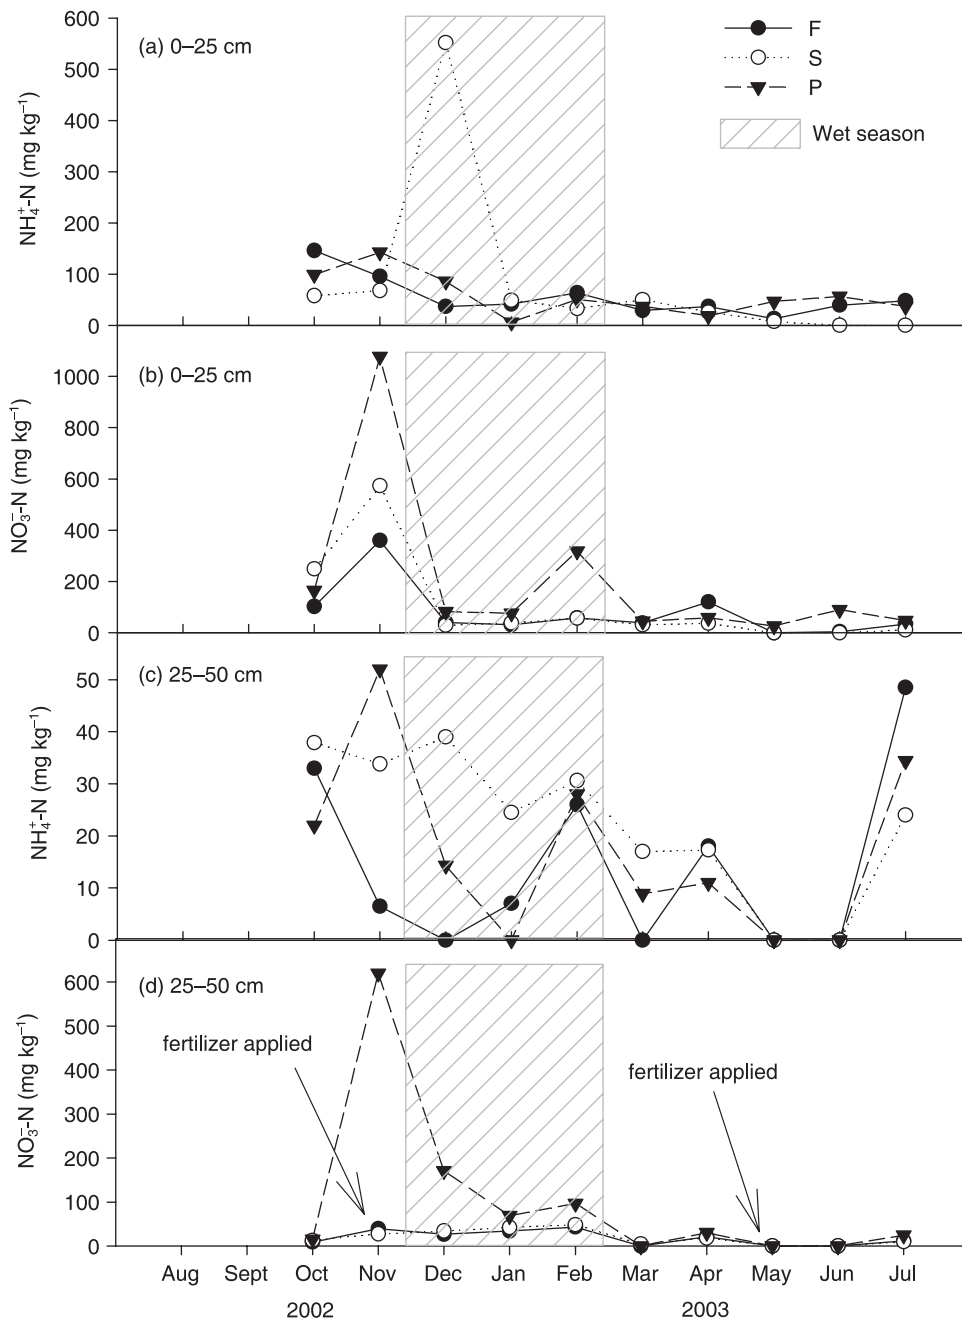 (a) 0–25 cm
F
S
P
Wet season
NH₄⁺-N (mg kg⁻¹)
600
500
400
300
200
100
0
(b) 0–25 cm
NO₃⁻-N (mg kg⁻¹)
1000
800
600
400
200
0
(c) 25–50 cm
NH₄⁺-N (mg kg⁻¹)
50
40
30
20
10
0
(d) 25–50 cm
fertilizer applied
fertilizer applied
NO₃⁻-N (mg kg⁻¹)
600
500
400
300
200
100
0
Aug Sept Oct Nov Dec Jan Feb Mar Apr May Jun Jul
2002 2003